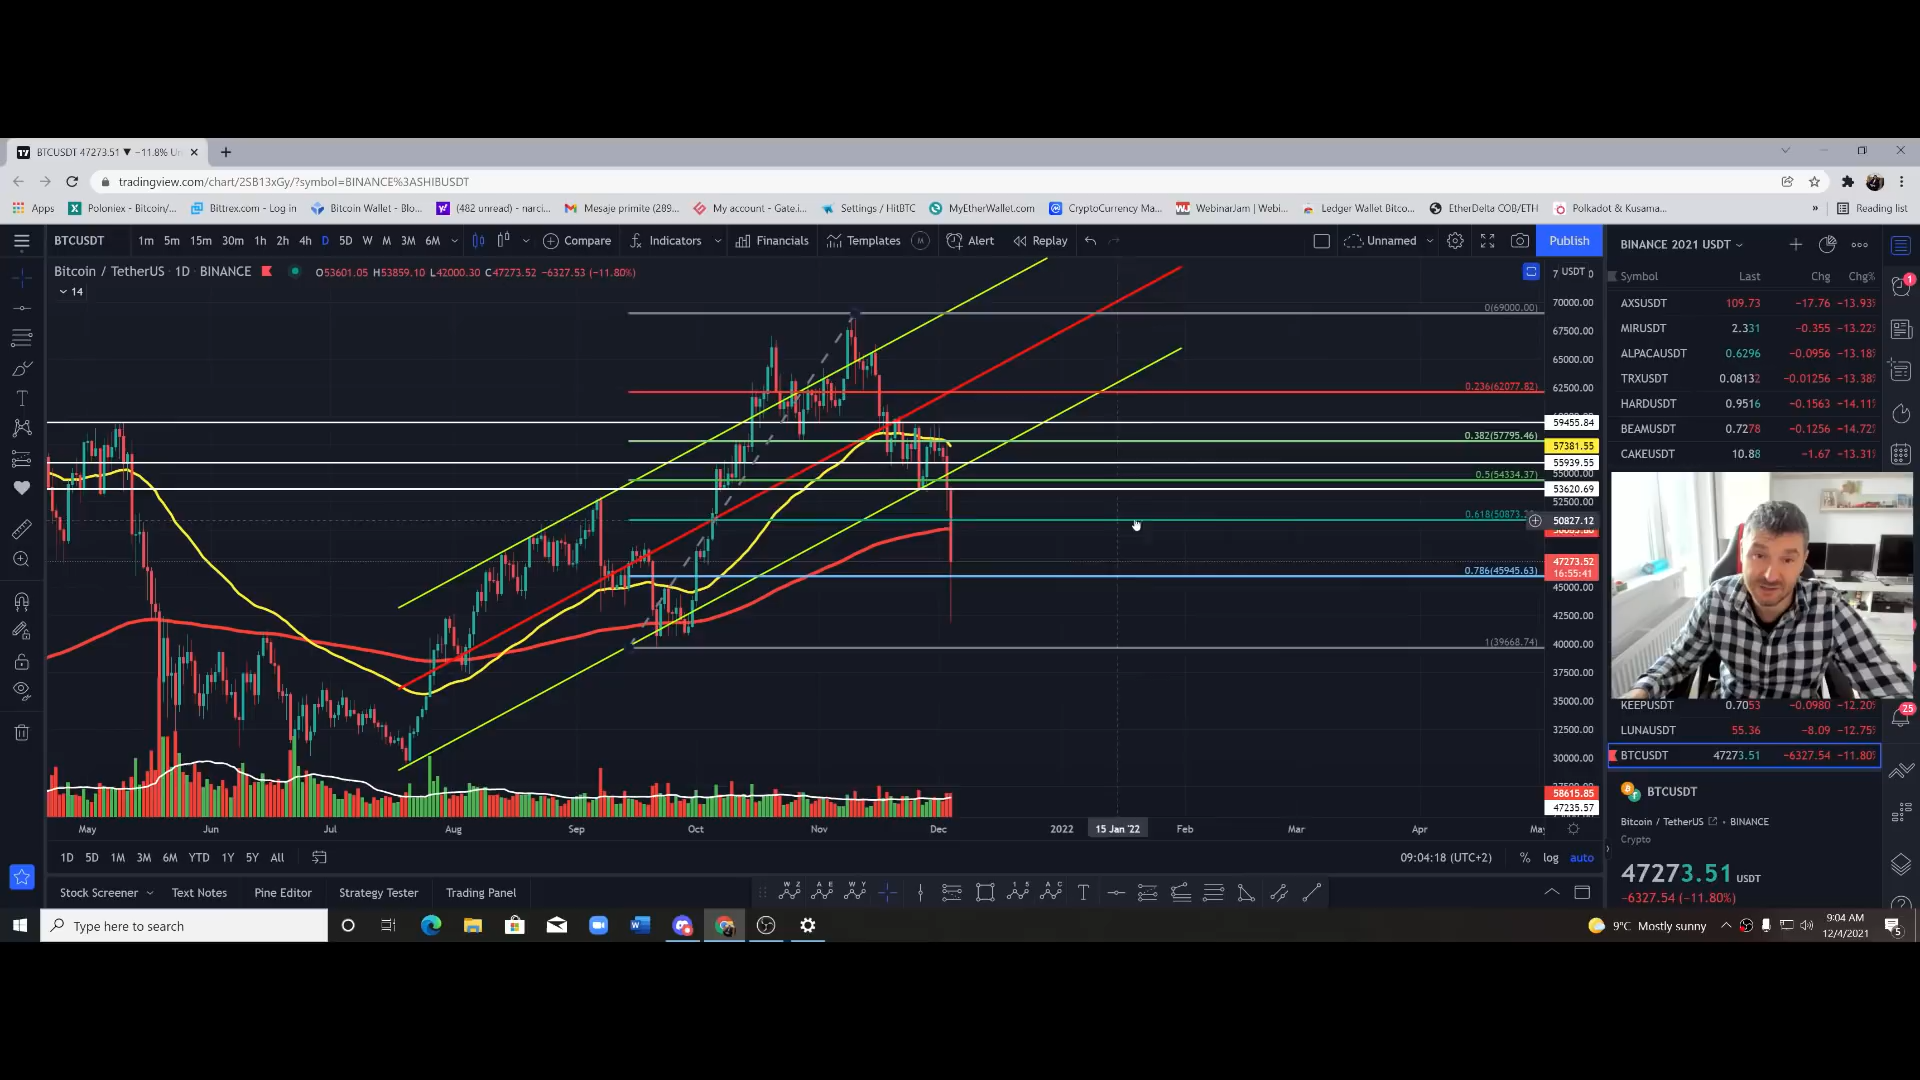 BTCUSDT 47273.51 ▼ −11.8% Un
tradingview.com/chart/2SB13xGy/?symbol=BINANCE%3ASHIBUSDT
Apps Poloniex - Bitcoin/... Bittrex.com - Log in Bitcoin Wallet - Blo... (482 unread) - narci... Mesaje primite (289... My account - Gate.i... Settings / HitBTC MyEtherWallet.com CryptoCurrency Ma... WebinarJam | Webi... Ledger Wallet Bitco... EtherDelta COB/ETH Polkadot & Kusama... » Reading list
BTCUSDT 1m 5m 15m 30m 1h 2h 4h D 5D W M 3M 6M Compare Indicators Financials Templates M Alert Replay Unnamed Publish
BINANCE 2021 USDT
Bitcoin / TetherUS · 1D · BINANCE O53601.05 H53859.10 L42000.30 C47273.52 −6327.53 (−11.80%)
14
7 USDT 0
Symbol Last Chg Chg%
AXSUSDT 109.73 −17.76 −13.93%
MIRUSDT 2.331 −0.355 −13.22%
ALPACAUSDT 0.6296 −0.0956 −13.18%
TRXUSDT 0.08132 −0.01256 −13.38%
HARDUSDT 0.9516 −0.1563 −14.11%
BEAMUSDT 0.7278 −0.1256 −14.72%
CAKEUSDT 10.88 −1.67 −13.31%
KEEPUSDT 0.7053 −0.0980 −12.20%
LUNAUSDT 55.36 −8.09 −12.75%
BTCUSDT 47273.51 −6327.54 −11.80%
1
25
0(69000.00)
0.236(62077.82)
0.382(57795.46)
0.5(54334.37)
0.618(50873.
0.786(45945.63)
1(39668.74)
70000.00
67500.00
65000.00
62500.00
59455.84
57381.55
55939.55
55000.00
53620.69
52500.00
50827.12
47273.52
16:55:41
45000.00
42500.00
40000.00
37500.00
35000.00
32500.00
30000.00
58615.85
47235.57
May Jun Jul Aug Sep Oct Nov Dec 2022 15 Jan '22 Feb Mar Apr May
1D 5D 1M 3M 6M YTD 1Y 5Y All 09:04:18 (UTC+2) % log auto
Stock Screener Text Notes Pine Editor Strategy Tester Trading Panel
BTCUSDT
Bitcoin / TetherUS • BINANCE
Crypto
47273.51 USDT
−6327.54 (−11.80%)
Type here to search
9°C Mostly sunny
9:04 AM
12/4/2021
5